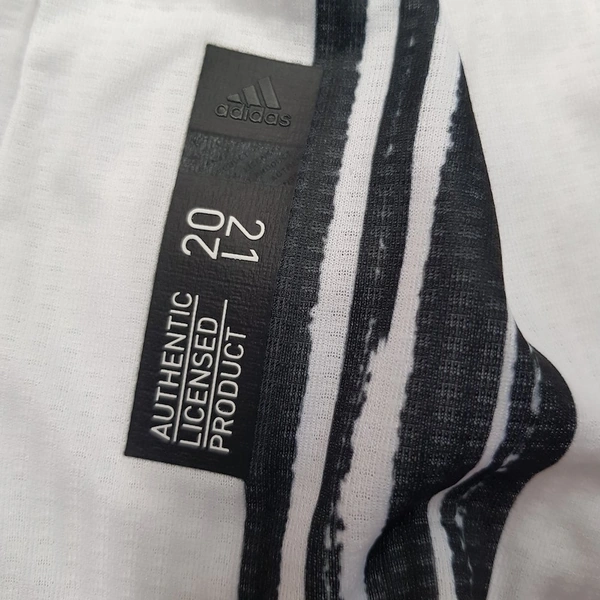 adidas
20
21
AUTHENTIC
LICENSED
PRODUCT